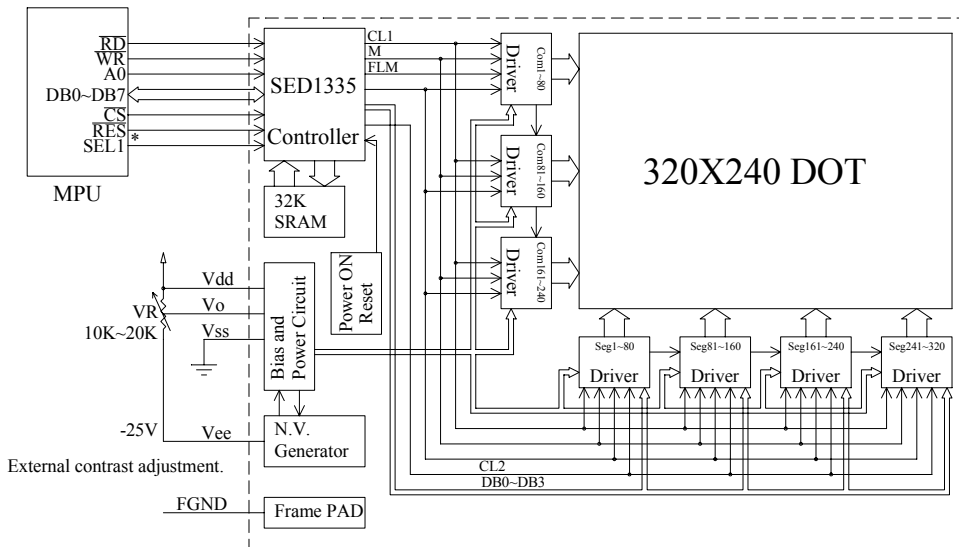 RD
WR
A0
DB0~DB7
CS
RES
SEL1 *
MPU
SED1335
Controller
CL1
M
FLM
32K
SRAM
Power ON
Reset
Driver
Com1~80
Driver
Com81~160
Driver
Com161~240
320X240 DOT
Vdd
VR
Vo
10K~20K
Vss
Bias and
Power Circuit
-25V
Vee
N.V.
Generator
External contrast adjustment.
FGND
Frame PAD
Seg1~80
Driver
Seg81~160
Driver
Seg161~240
Driver
Seg241~320
Driver
CL2
DB0~DB3